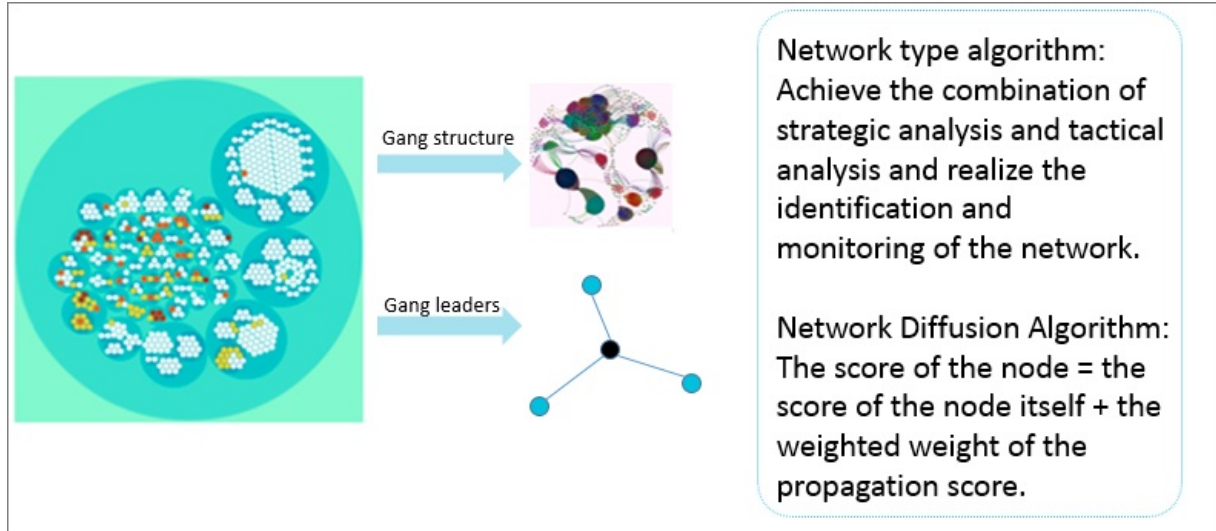 Gang structure
Gang leaders
Network type algorithm:
Achieve the combination of
strategic analysis and tactical
analysis and realize the
identification and
monitoring of the network.
Network Diffusion Algorithm:
The score of the node = the
score of the node itself + the
weighted weight of the
propagation score.